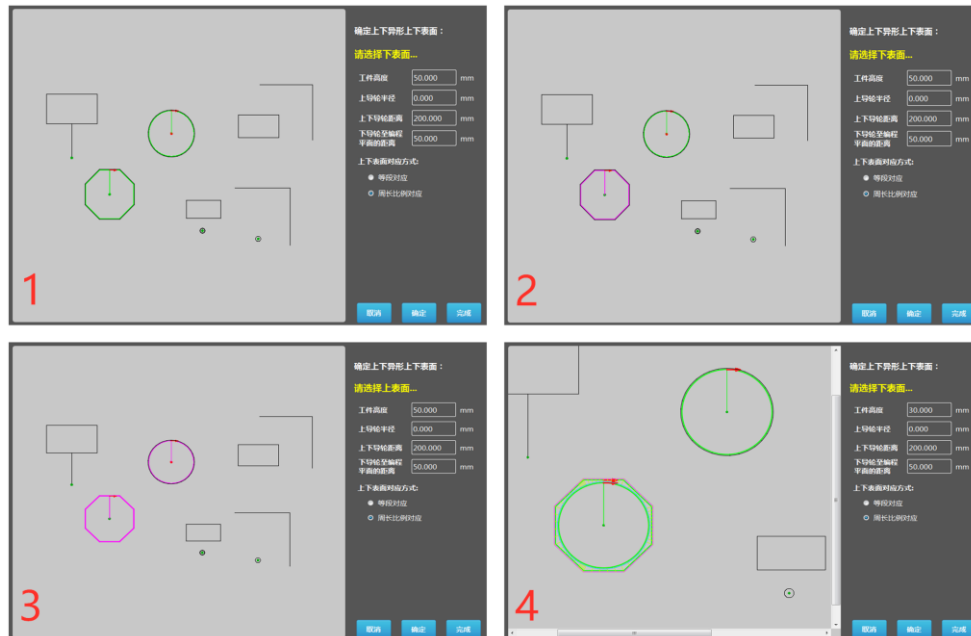 确定上下异形上下表面：
请选择下表面...
工件高度 50.000 mm
上导轮半径 0.000 mm
上下导轮距离 200.000 mm
下导轮至编程
平面的距离 50.000 mm
上下表面对应方式:
等段对应
周长比例对应
取消 确定 完成
1
确定上下异形上下表面：
请选择下表面...
工件高度 50.000 mm
上导轮半径 0.000 mm
上下导轮距离 200.000 mm
下导轮至编程
平面的距离 50.000 mm
上下表面对应方式:
等段对应
周长比例对应
取消 确定 完成
2
确定上下异形上下表面：
请选择上表面...
工件高度 50.000 mm
上导轮半径 0.000 mm
上下导轮距离 200.000 mm
下导轮至编程
平面的距离 50.000 mm
上下表面对应方式:
等段对应
周长比例对应
取消 确定 完成
3
确定上下异形上下表面：
请选择下表面...
工件高度 30.000 mm
上导轮半径 0.000 mm
上下导轮距离 200.000 mm
下导轮至编程
平面的距离 50.000 mm
上下表面对应方式:
等段对应
周长比例对应
取消 确定 完成
4